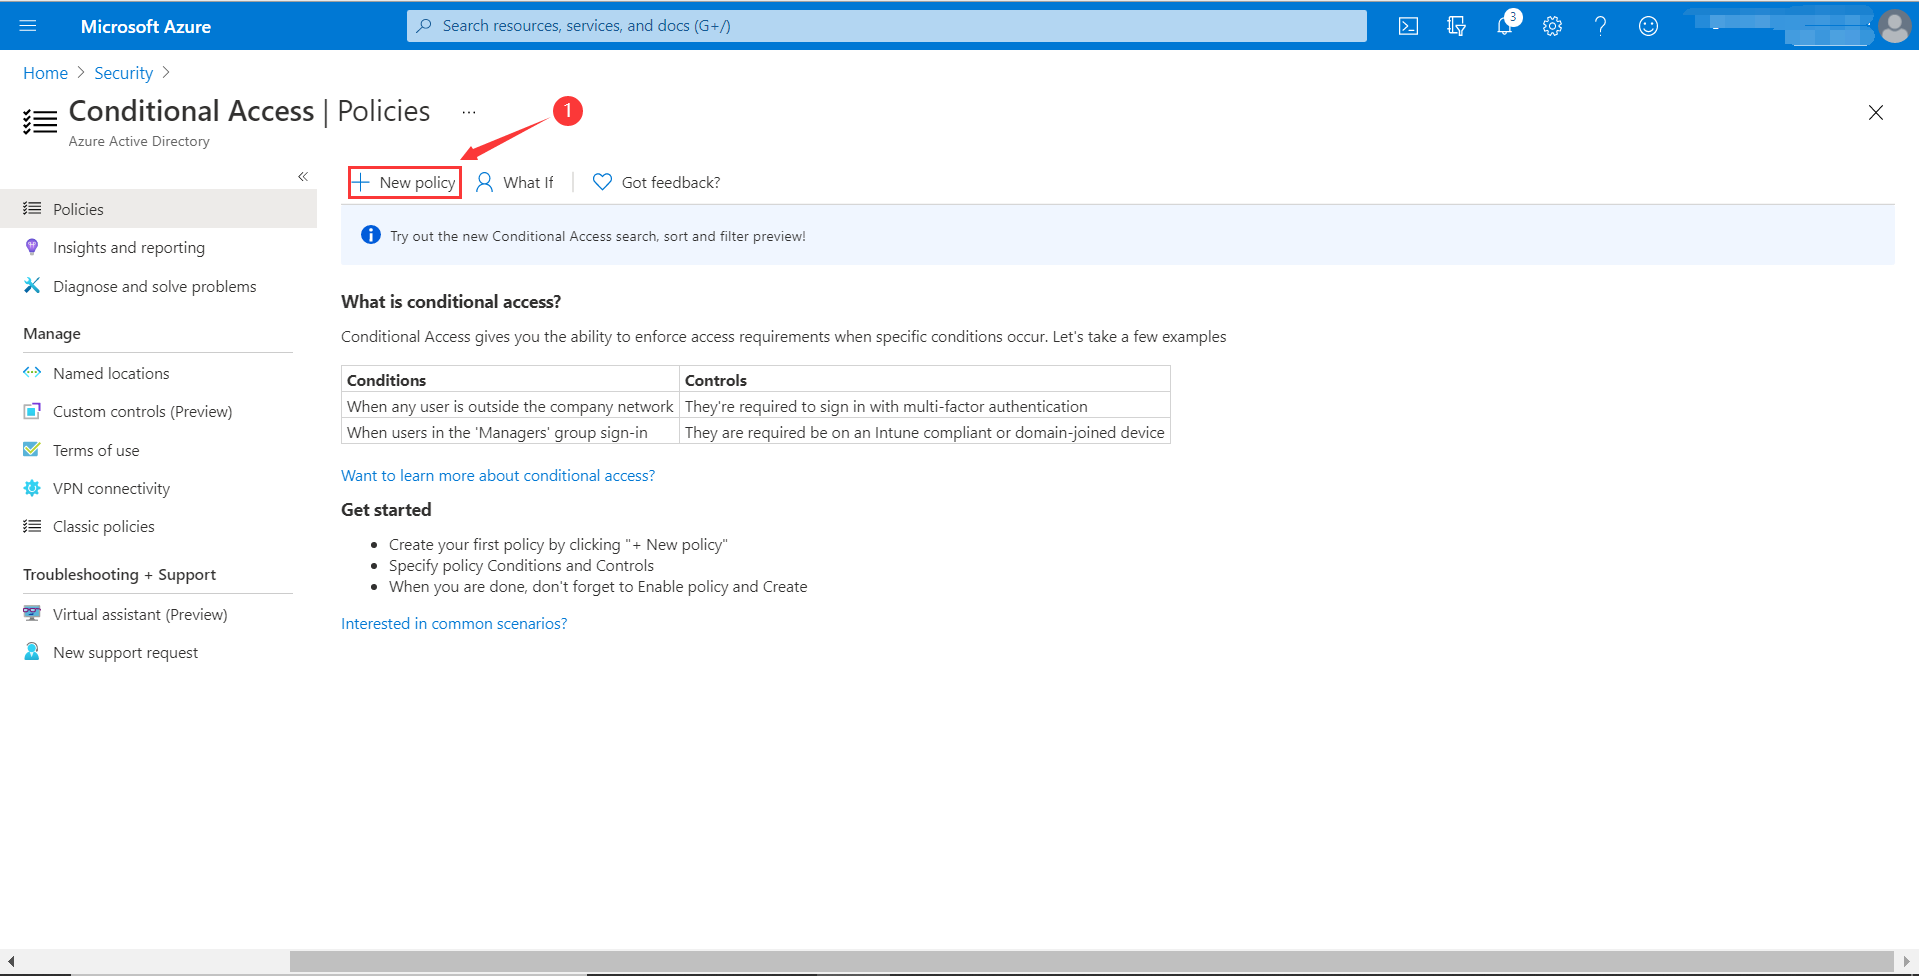 Microsoft Azure
Search resources, services, and docs (G+/)
3
Home > Security >
Conditional Access | Policies ...
1
Azure Active Directory
«
New policy
What If
Got feedback?
Policies
Insights and reporting
Diagnose and solve problems
Manage
Named locations
Custom controls (Preview)
Terms of use
VPN connectivity
Classic policies
Troubleshooting + Support
Virtual assistant (Preview)
New support request
Try out the new Conditional Access search, sort and filter preview!
What is conditional access?
Conditional Access gives you the ability to enforce access requirements when specific conditions occur. Let's take a few examples
Conditions Controls
When any user is outside the company network They're required to sign in with multi-factor authentication
When users in the 'Managers' group sign-in They are required be on an Intune compliant or domain-joined device
Want to learn more about conditional access?
Get started
• Create your first policy by clicking "+ New policy"
• Specify policy Conditions and Controls
• When you are done, don't forget to Enable policy and Create
Interested in common scenarios?